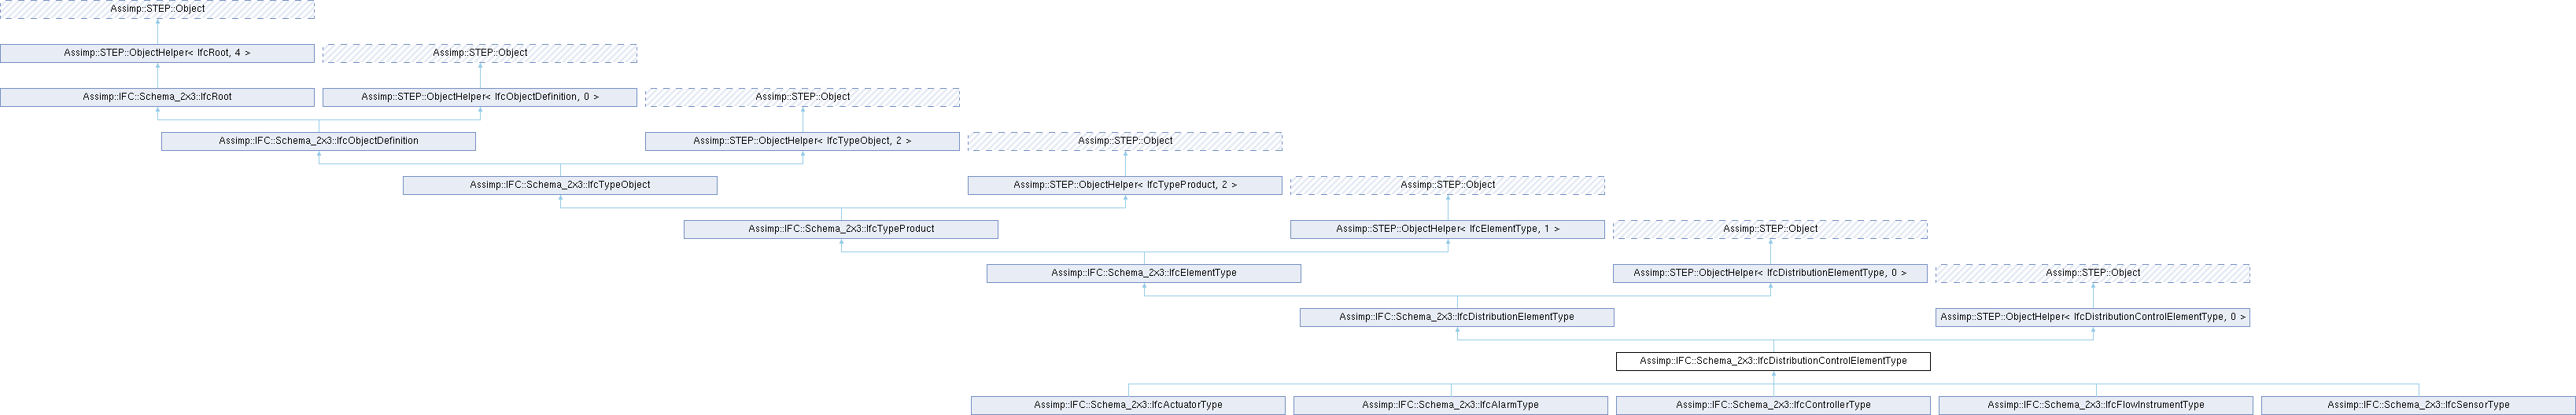 Assimp::STEP::Object
Assimp::STEP::ObjectHelper< IfcRoot, 4 >
Assimp::STEP::Object
Assimp::IFC::Schema_2x3::IfcRoot
Assimp::STEP::ObjectHelper< IfcObjectDefinition, 0 >
Assimp::STEP::Object
Assimp::IFC::Schema_2x3::IfcObjectDefinition
Assimp::STEP::ObjectHelper< IfcTypeObject, 2 >
Assimp::STEP::Object
Assimp::IFC::Schema_2x3::IfcTypeObject
Assimp::STEP::ObjectHelper< IfcTypeProduct, 2 >
Assimp::STEP::Object
Assimp::IFC::Schema_2x3::IfcTypeProduct
Assimp::STEP::ObjectHelper< IfcElementType, 1 >
Assimp::STEP::Object
Assimp::IFC::Schema_2x3::IfcElementType
Assimp::STEP::ObjectHelper< IfcDistributionElementType, 0 >
Assimp::STEP::Object
Assimp::IFC::Schema_2x3::IfcDistributionElementType
Assimp::STEP::ObjectHelper< IfcDistributionControlElementType, 0 >
Assimp::IFC::Schema_2x3::IfcDistributionControlElementType
Assimp::IFC::Schema_2x3::IfcActuatorType
Assimp::IFC::Schema_2x3::IfcAlarmType
Assimp::IFC::Schema_2x3::IfcControllerType
Assimp::IFC::Schema_2x3::IfcFlowInstrumentType
Assimp::IFC::Schema_2x3::IfcSensorType